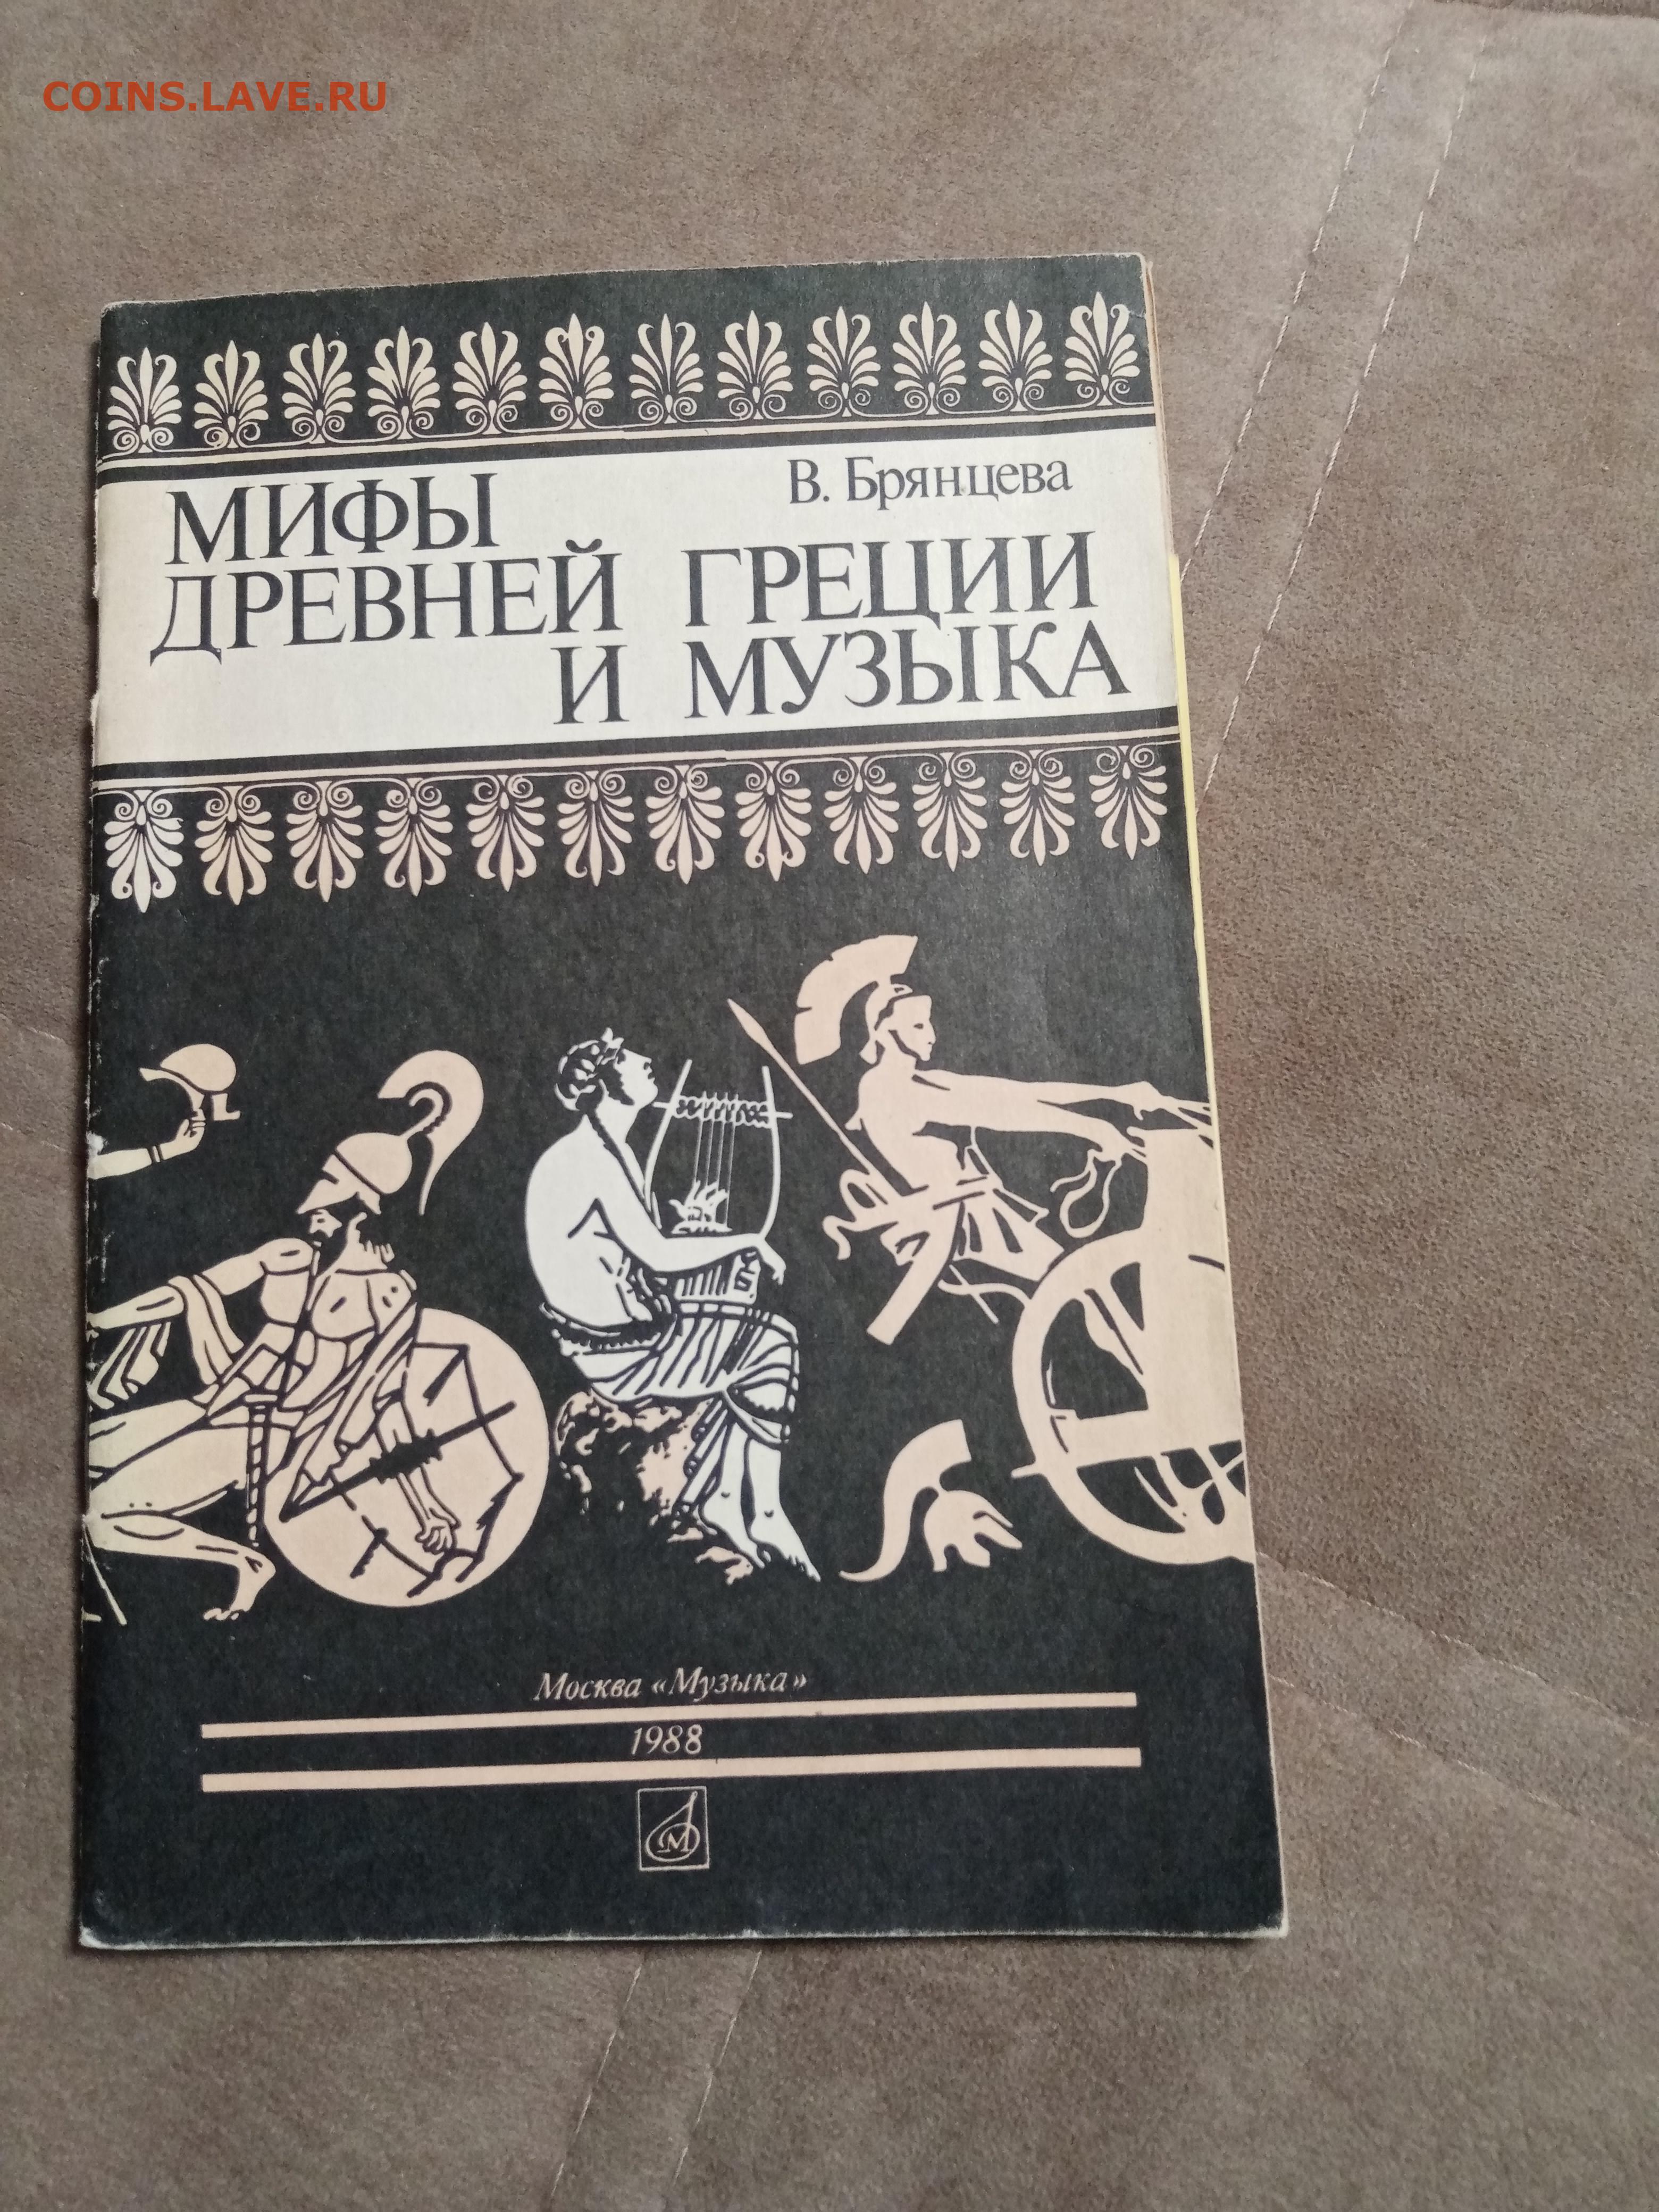 COINS.LAVE.RU
В. Брянцева
МИФЫ
ДРЕВНЕЙ ГРЕЦИИ
И МУЗЫКА
Москва «Музыка»
1988
М